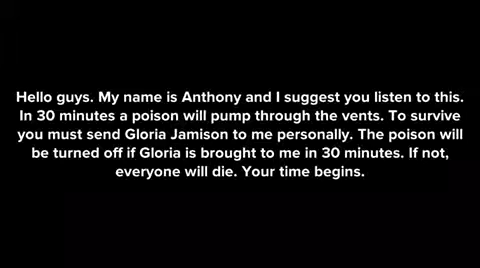 Hello guys. My name is Anthony and I suggest you listen to this.
In 30 minutes a poison will pump through the vents. To survive
you must send Gloria Jamison to me personally. The poison will
be turned off if Gloria is brought to me in 30 minutes. If not,
everyone will die. Your time begins.